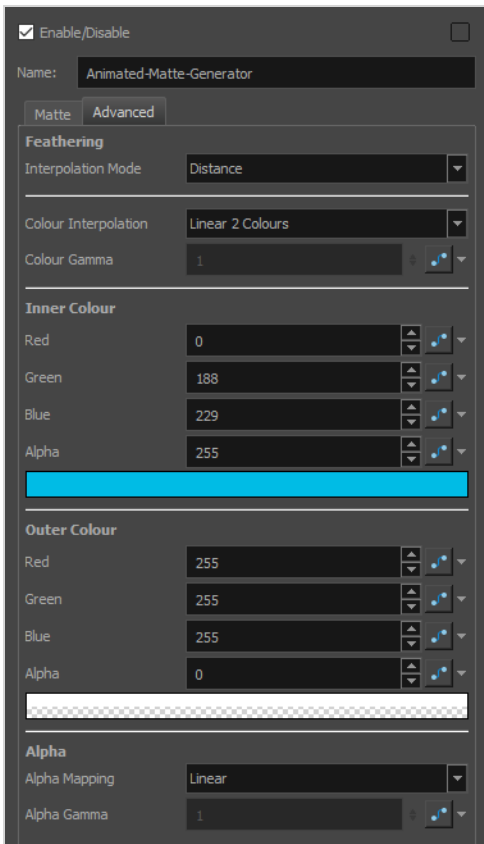 Enable/Disable
Name: Animated-Matte-Generator
Matte Advanced
Feathering
Interpolation Mode Distance
Colour Interpolation Linear 2 Colours
Colour Gamma 1
Inner Colour
Red 0
Green 188
Blue 229
Alpha 255
Outer Colour
Red 255
Green 255
Blue 255
Alpha 0
Alpha
Alpha Mapping Linear
Alpha Gamma 1